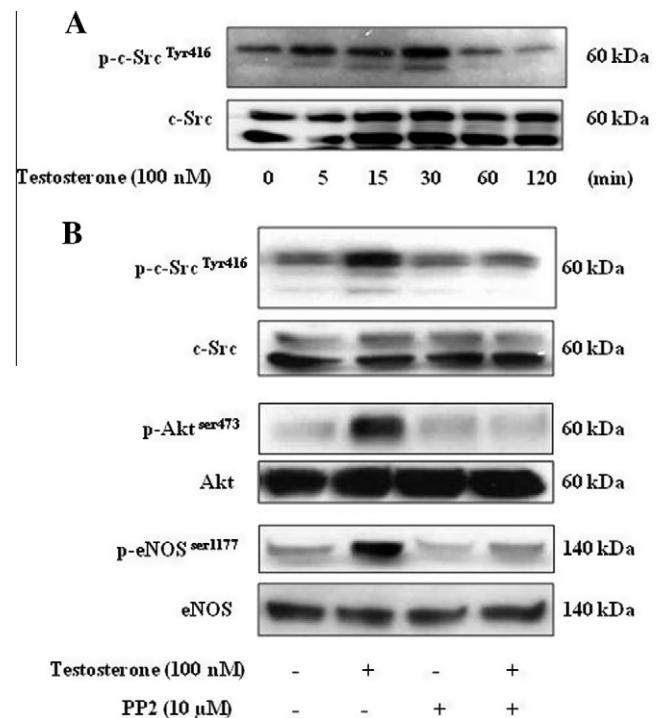 A
p-c-Src Tyr416 60 kDa
c-Src 60 kDa
Testosterone (100 nM) 0 5 15 30 60 120 (min)
B
p-c-Src Tyr416 60 kDa
c-Src 60 kDa
p-Akt ser473 60 kDa
Akt 60 kDa
p-eNOS ser1177 140 kDa
eNOS 140 kDa
Testosterone (100 nM) - + - +
PP2 (10 µM) - - + +